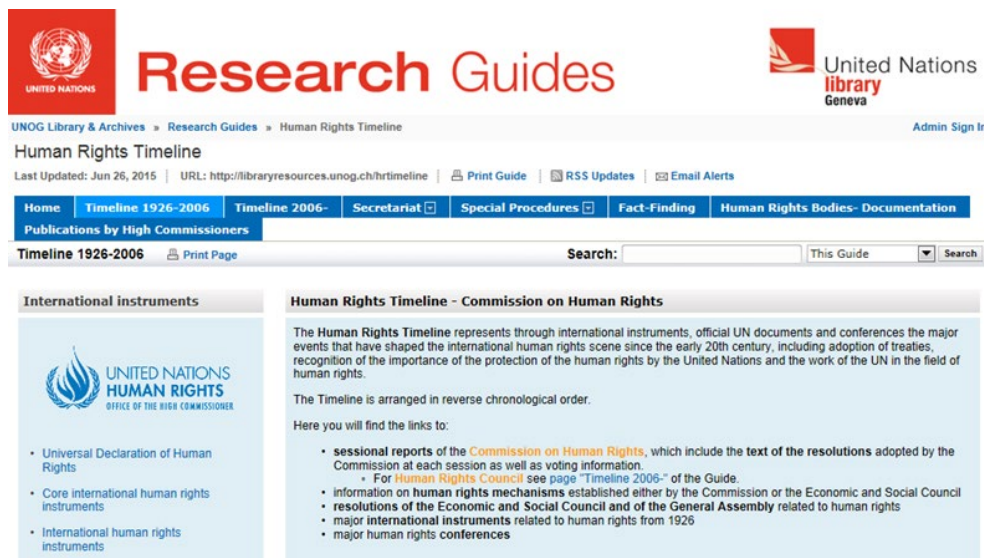 UNITED NATIONS
Research Guides
United Nations
library
Geneva
UNOG Library & Archives » Research Guides » Human Rights Timeline
Admin Sign In
Human Rights Timeline
Last Updated: Jun 26, 2015 | URL: http://libraryresources.unog.ch/hrtimeline | Print Guide | RSS Updates | Email Alerts
Home Timeline 1926-2006 Timeline 2006- Secretariat Special Procedures Fact-Finding Human Rights Bodies- Documentation
Publications by High Commissioners
Timeline 1926-2006 Print Page Search: This Guide Search
International instruments
UNITED NATIONS
HUMAN RIGHTS
OFFICE OF THE HIGH COMMISSIONER
• Universal Declaration of Human
Rights
• Core international human rights
instruments
• International human rights
instruments
Human Rights Timeline - Commission on Human Rights
The Human Rights Timeline represents through international instruments, official UN documents and conferences the major
events that have shaped the international human rights scene since the early 20th century, including adoption of treaties,
recognition of the importance of the protection of the human rights by the United Nations and the work of the UN in the field of
human rights.
The Timeline is arranged in reverse chronological order.
Here you will find the links to:
• sessional reports of the Commission on Human Rights, which include the text of the resolutions adopted by the
Commission at each session as well as voting information.
• For Human Rights Council see page "Timeline 2006-" of the Guide.
• information on human rights mechanisms established either by the Commission or the Economic and Social Council
• resolutions of the Economic and Social Council and of the General Assembly related to human rights
• major international instruments related to human rights from 1926
• major human rights conferences